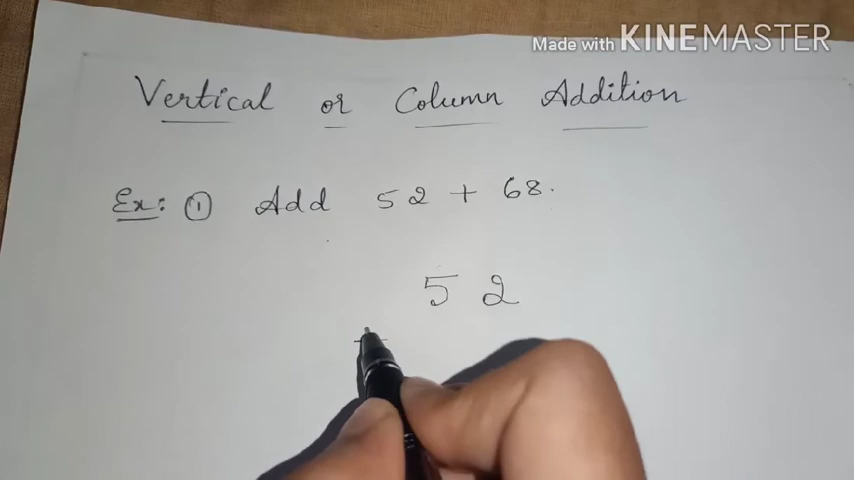 Made with KINEMASTER
Vertical or Column Addition
Ex: ① Add 52 + 68.
5 2